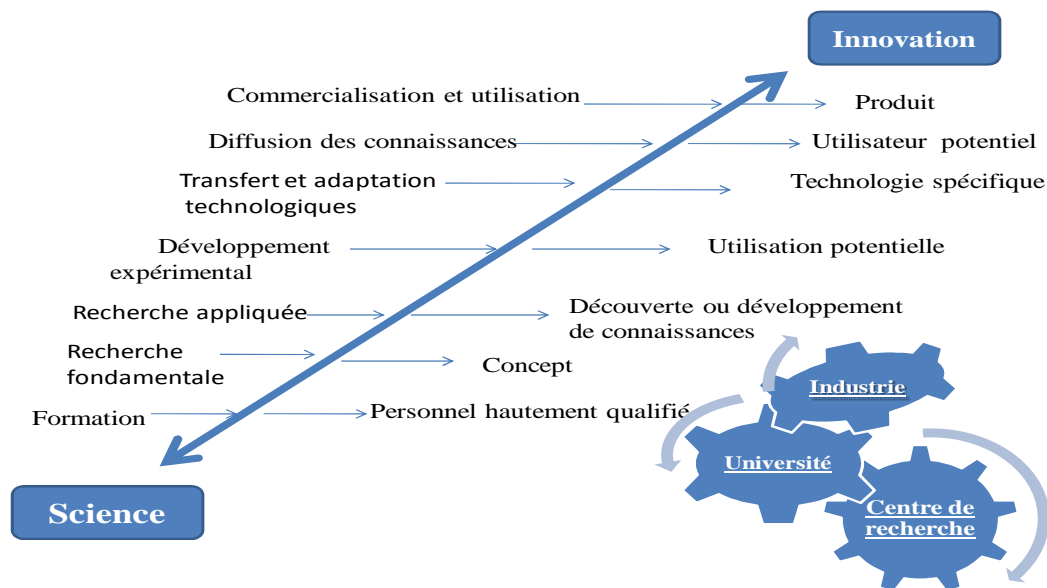 Innovation
Commercialisation et utilisation
Produit
Diffusion des connaissances
Utilisateur potentiel
Transfert et adaptation
technologiques
Technologie spécifique
Développement
expérimental
Utilisation potentielle
Recherche appliquée
Découverte ou développement
de connaissances
Recherche
fondamentale
Concept
Formation
Personnel hautement qualifié
Industrie
Université
Centre de
recherche
Science